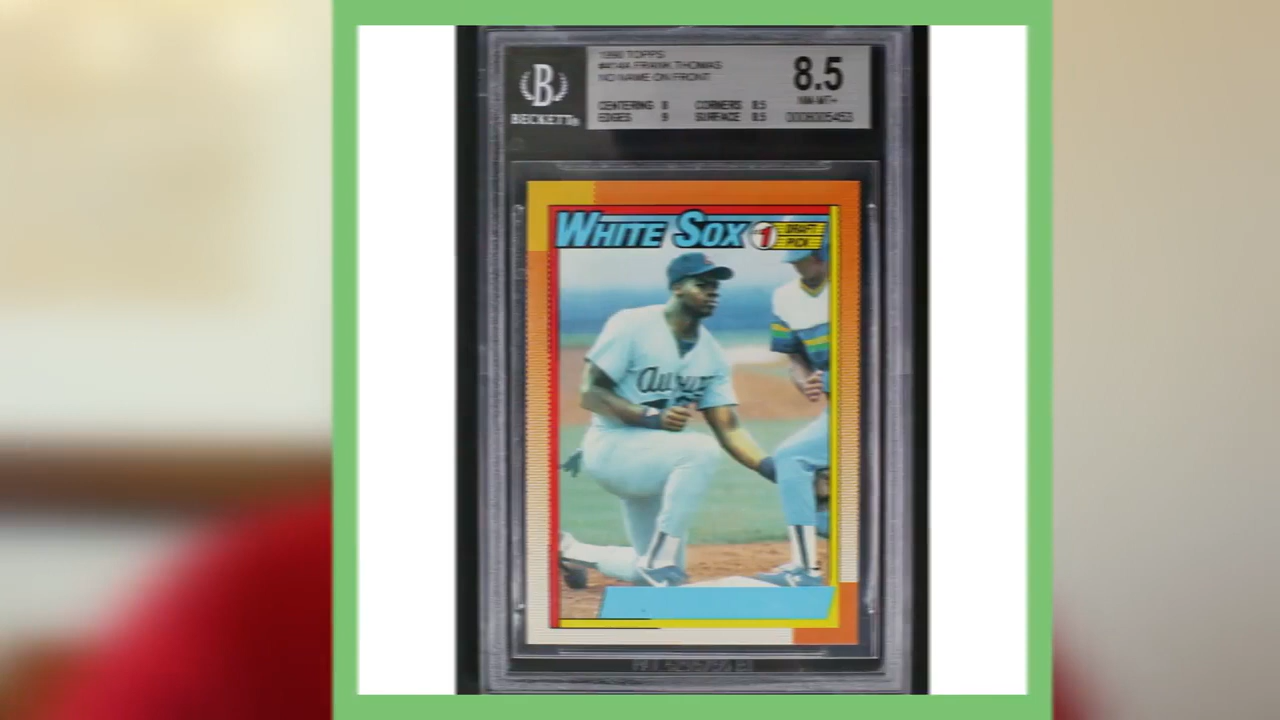 1990 TOPPS
#414A FRANK THOMAS
NO NAME ON FRONT
8.5
NM-MT+
CENTERING 8 CORNERS 8.5
EDGES 9 SURFACE 8.5
0008005453
B
BECKETT®
WHITE SOX #1 DRAFT PICK